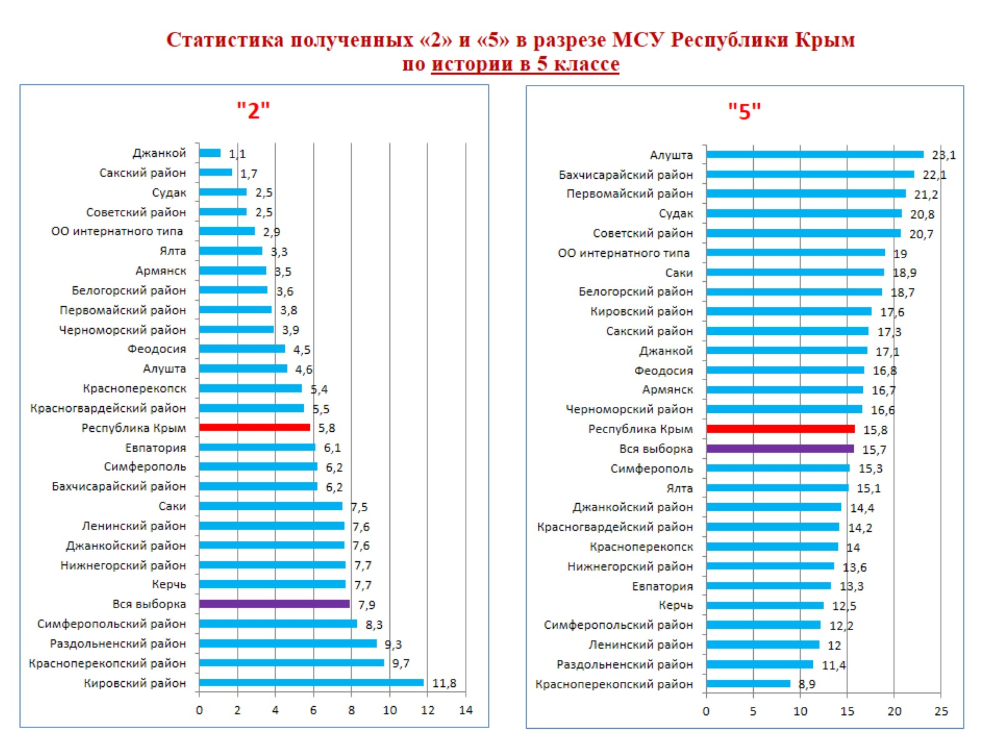 Статистика полученных «2» и «5» в разрезе МСУ Республики Крым
по истории в 5 классе
"2"
Джанкой 1,1
Сакский район 1,7
Судак 2,5
Советский район 2,5
ОО интернатного типа 2,9
Ялта 3,3
Армянск 3,5
Белогорский район 3,6
Первомайский район 3,8
Черноморский район 3,9
Феодосия 4,5
Алушта 4,6
Красноперекопск 5,4
Красногвардейский район 5,5
Республика Крым 5,8
Евпатория 6,1
Симферополь 6,2
Бахчисарайский район 6,2
Саки 7,5
Ленинский район 7,6
Джанкойский район 7,6
Нижнегорский район 7,7
Керчь 7,7
Вся выборка 7,9
Симферопольский район 8,3
Раздольненский район 9,3
Красноперекопский район 9,7
Кировский район 11,8
0 2 4 6 8 10 12 14
"5"
Алушта 23,1
Бахчисарайский район 22,1
Первомайский район 21,2
Судак 20,8
Советский район 20,7
ОО интернатного типа 19
Саки 18,9
Белогорский район 18,7
Кировский район 17,6
Сакский район 17,3
Джанкой 17,1
Феодосия 16,8
Армянск 16,7
Черноморский район 16,6
Республика Крым 15,8
Вся выборка 15,7
Симферополь 15,3
Ялта 15,1
Джанкойский район 14,4
Красногвардейский район 14,2
Красноперекопск 14
Нижнегорский район 13,6
Евпатория 13,3
Керчь 12,5
Симферопольский район 12,2
Ленинский район 12
Раздольненский район 11,4
Красноперекопский район 8,9
0 5 10 15 20 25